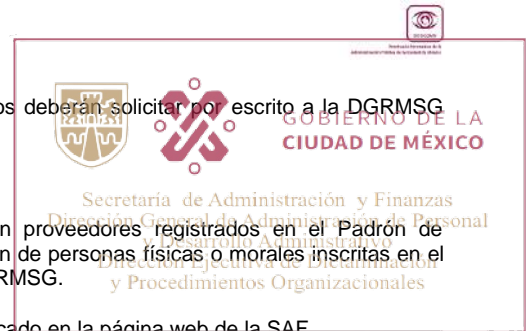 os deberán solicitar por escrito a la DGRMSG
GOBIERNO DE LA
CIUDAD DE MÉXICO
Secretaría de Administración y Finanzas
n proveedores registrados en el Padrón de
Dirección General de Administración de Personal
y Desarrollo Administrativo
n de personas físicas o morales inscritas en el
Dirección Ejecutiva de Dictaminación
RMSG.
y Procedimientos Organizacionales
cado en la página web de la SAF